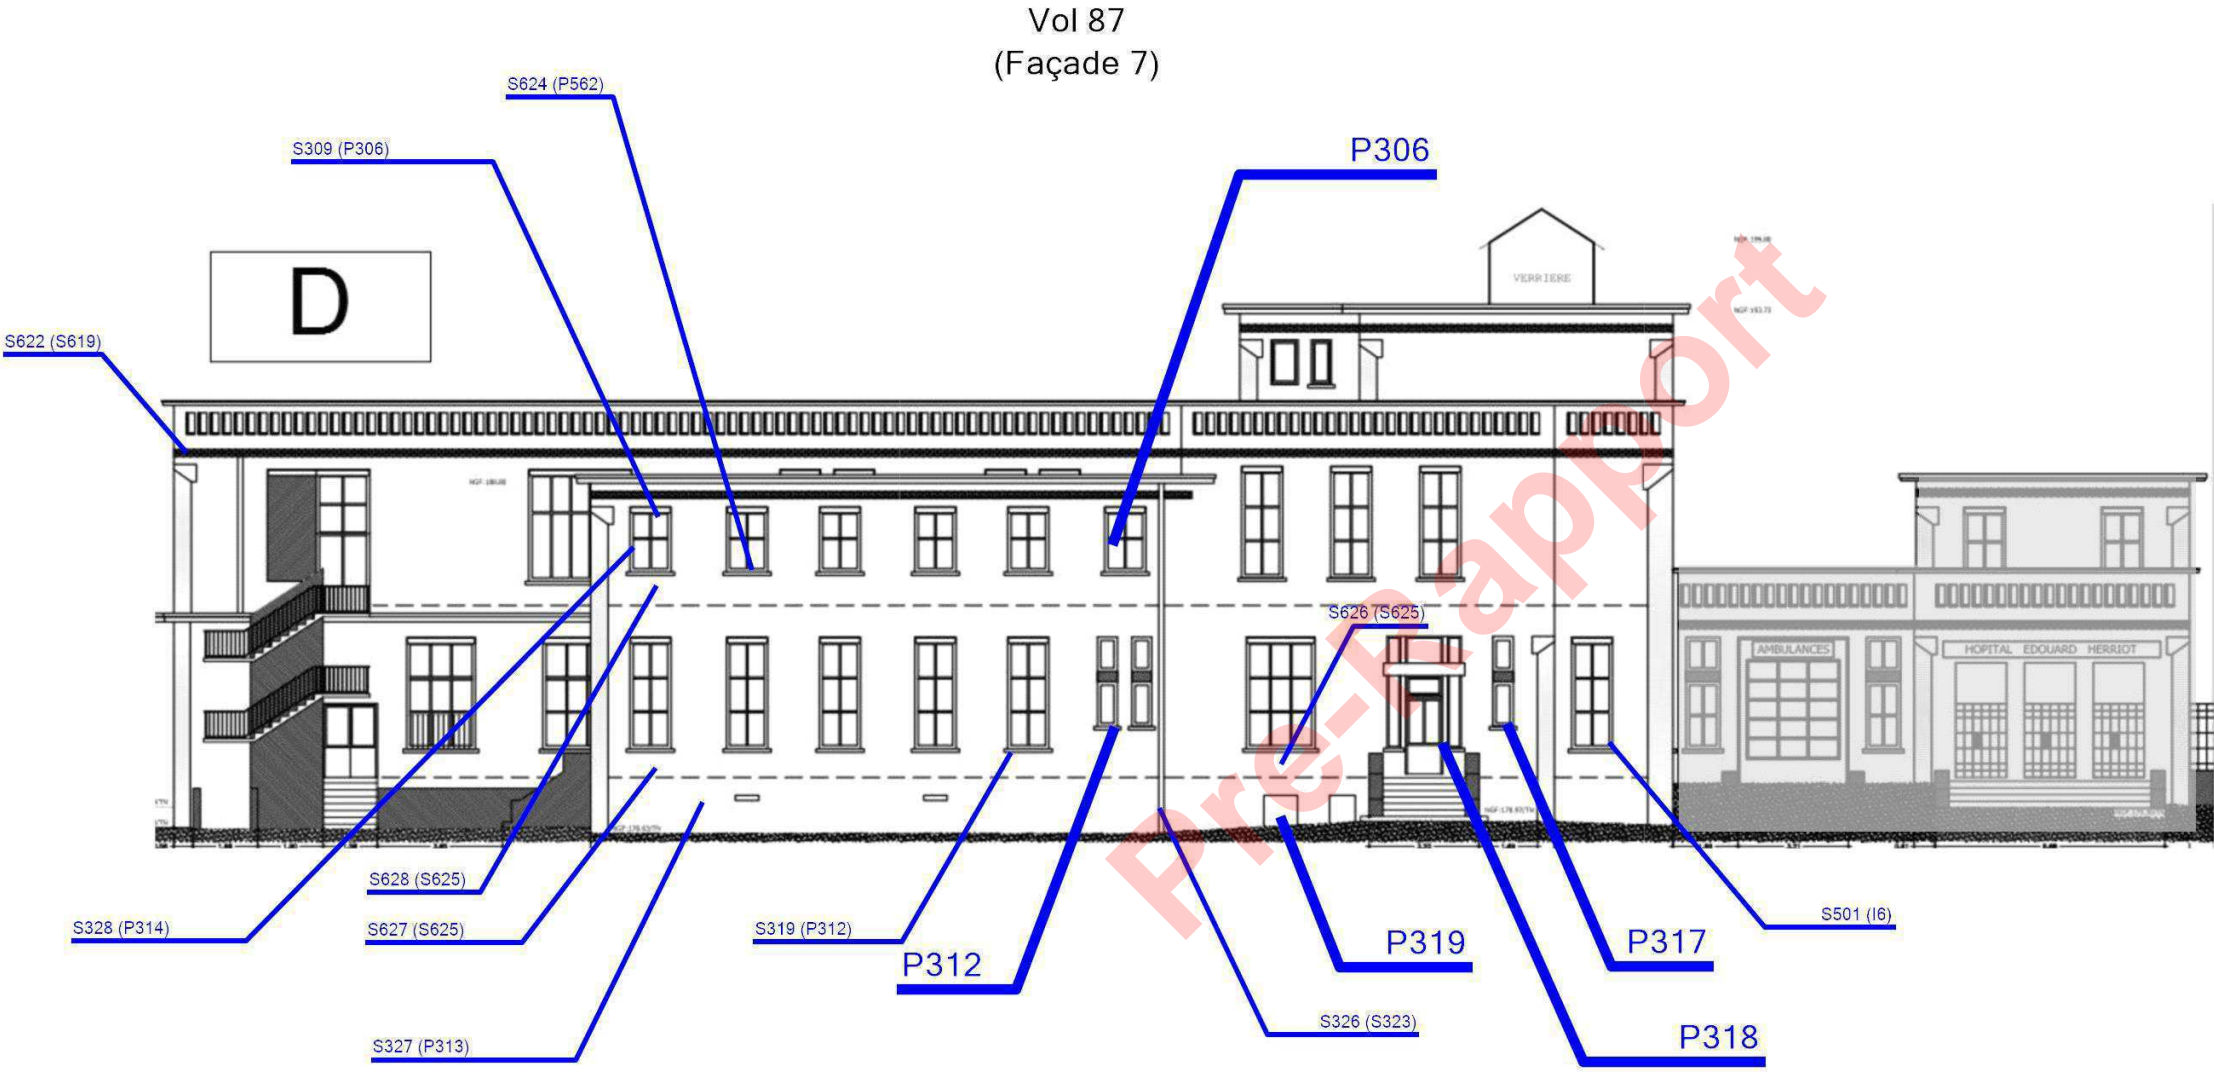 Vol 87
(Façade 7)
S624 (P562)
S309 (P306)
P306
D
VERRIERE
S622 (S619)
Pre-Rapport
S626 (S625)
AMBULANCES
HOPITAL EDOUARD HERRIOT
S628 (S625)
S328 (P314)
S627 (S625)
S319 (P312)
P312
P319
P317
S501 (I6)
S326 (S323)
P318
S327 (P313)